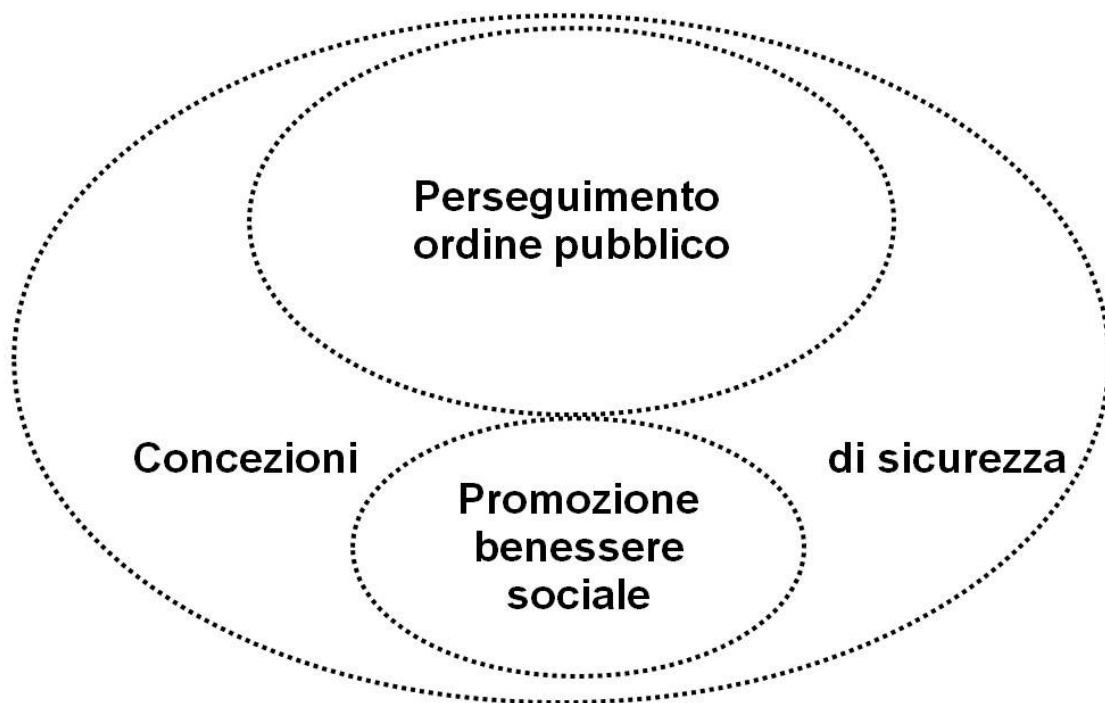 Perseguimento
ordine pubblico
Concezioni
di sicurezza
Promozione
benessere
sociale